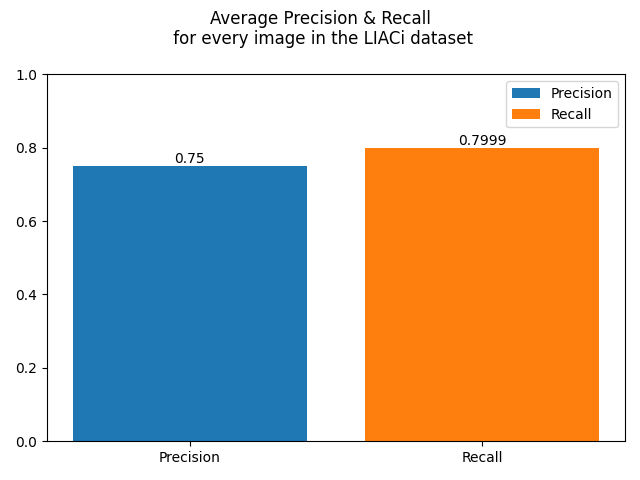 Average Precision & Recall
for every image in the LIACi dataset
1.0
Precision
Recall
0.7999
0.8
0.75
0.6
0.4
0.2
0.0
Precision
Recall